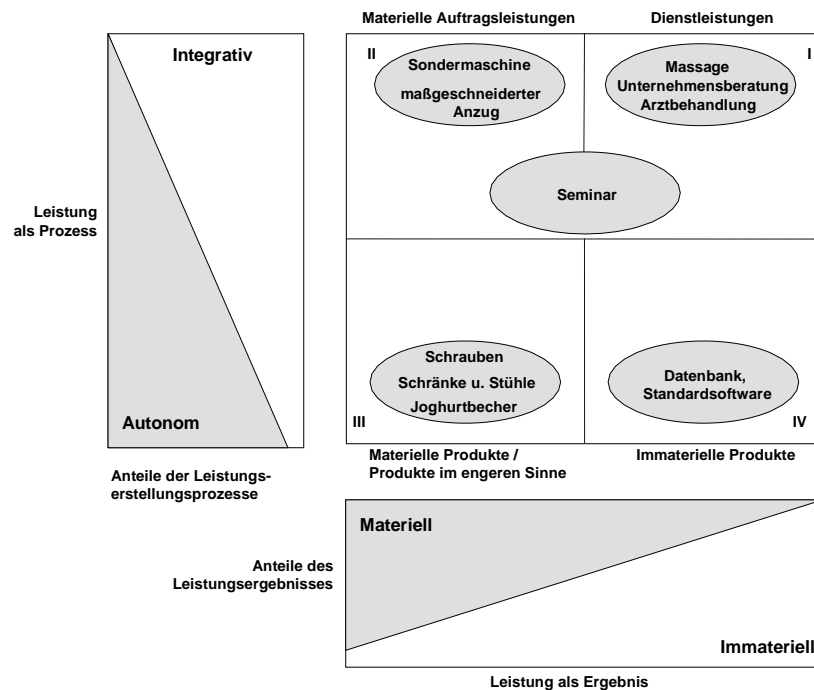 Materielle Auftragsleistungen
Dienstleistungen
Integrativ
II
Sondermaschine
maßgeschneiderter
Anzug
I
Massage
Unternehmensberatung
Arztbehandlung
Seminar
Leistung
als Prozess
Schrauben
Schränke u. Stühle
Joghurtbecher
Datenbank,
Standardsoftware
Autonom
III
IV
Materielle Produkte /
Produkte im engeren Sinne
Immaterielle Produkte
Anteile der Leistungs-
erstellungsprozesse
Materiell
Anteile des
Leistungsergebnisses
Immateriell
Leistung als Ergebnis